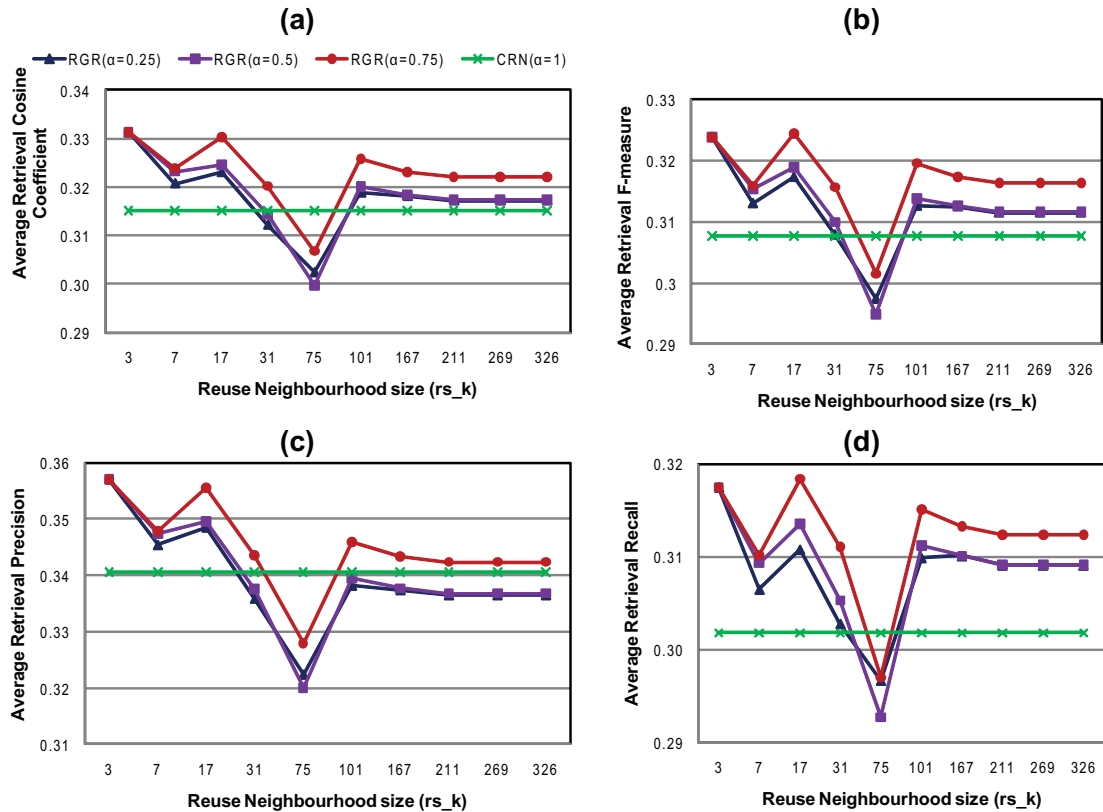 (a)
RGR(α=0.25) RGR(α=0.5) RGR(α=0.75) CRN(α=1)
Average Retrieval Cosine
Coefficient
0.34
0.33
0.32
0.31
0.30
0.29
3 7 17 31 75 101 167 211 269 326
Reuse Neighbourhood size (rs_k)
(b)
Average Retrieval F-measure
0.33
0.32
0.31
0.3
0.29
3 7 17 31 75 101 167 211 269 326
Reuse Neighbourhood size (rs_k)
(c)
Average Retrieval Precision
0.36
0.35
0.34
0.33
0.32
0.31
3 7 17 31 75 101 167 211 269 326
Reuse Neighbourhood size (rs_k)
(d)
Average Retrieval Recall
0.32
0.31
0.30
0.29
3 7 17 31 75 101 167 211 269 326
Reuse Neighbourhood size (rs_k)